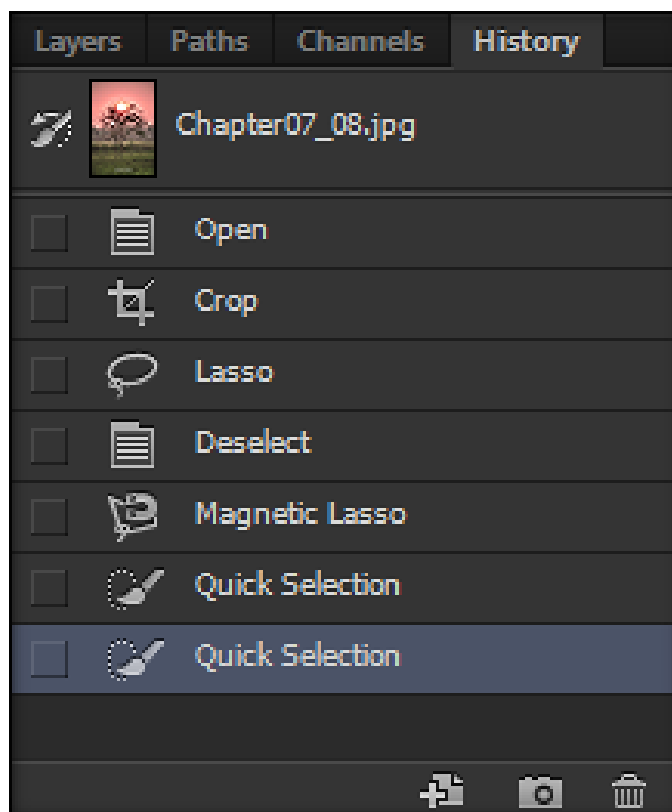 Layers Paths Channels History
Chapter07_08.jpg
Open
Crop
Lasso
Deselect
Magnetic Lasso
Quick Selection
Quick Selection